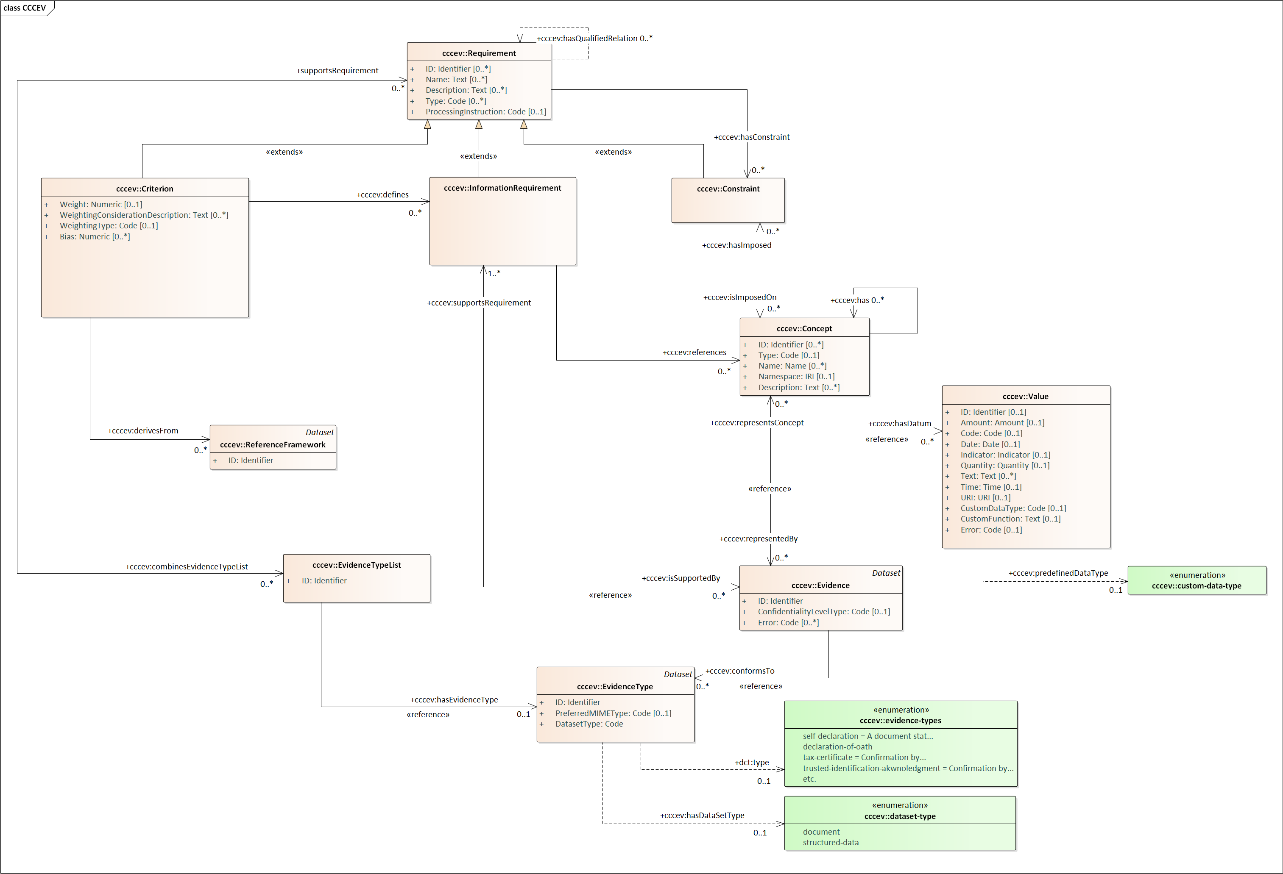 class CCCEV
+cccev:hasQualifiedRelation 0..*
cccev::Requirement
+ ID: Identifier [0..*]
+ Name: Text [0..*]
+ Description: Text [0..*]
+ Type: Code [0..*]
+ ProcessingInstruction: Code [0..1]
+supportsRequirement
0..*
+cccev:hasConstraint
0..*
«extends»
«extends»
«extends»
cccev::Criterion
+ Weight: Numeric [0..1]
+ WeightingConsiderationDescription: Text [0..*]
+ WeightingType: Code [0..1]
+ Bias: Numeric [0..*]
+cccev:defines
0..*
cccev::InformationRequirement
cccev::Constraint
0..*
+cccev:hasImposed
1..*
+cccev:supportsRequirement
+cccev:isImposedOn
0..*
+cccev:has 0..*
cccev::Concept
+ ID: Identifier [0..*]
+ Type: Code [0..1]
+ Name: Name [0..*]
+ Namespace: IRI [0..1]
+ Description: Text [0..*]
+cccev:references
0..*
0..*
+cccev:representsConcept
«reference»
+cccev:representedBy
0..*
cccev::Value
+ ID: Identifier [0..1]
+ Amount: Amount [0..1]
+ Code: Code [0..1]
+ Date: Date [0..1]
+ Indicator: Indicator [0..1]
+ Quantity: Quantity [0..1]
+ Text: Text [0..*]
+ Time: Time [0..1]
+ URI: URI [0..1]
+ CustomDataType: Code [0..1]
+ CustomFunction: Text [0..1]
+ Error: Code [0..1]
+cccev:hasDatum
«reference»
0..*
+cccev:derivesFrom
0..*
Dataset
cccev::ReferenceFramework
+ ID: Identifier
+cccev:combinesEvidenceTypeList
0..*
cccev::EvidenceTypeList
+ ID: Identifier
+cccev:isSupportedBy
«reference»
0..*
Dataset
cccev::Evidence
+ ID: Identifier
+ ConfidentialityLevelType: Code [0..1]
+ Error: Code [0..*]
+cccev:predefinedDataType
0..1
«enumeration»
cccev::custom-data-type
+cccev:conformsTo
0..*
«reference»
+cccev:hasEvidenceType
«reference»
0..1
Dataset
cccev::EvidenceType
+ ID: Identifier
+ PreferredMIMEType: Code [0..1]
+ DatasetType: Code
+dct:type
0..1
«enumeration»
cccev::evidence-types
self declaration = A document stat...
declaration-of-oath
tax certificate = Confirmation by...
trusted-identification-akwnoledgment = Confirmation by...
etc.
+cccev:hasDataSetType
0..1
«enumeration»
cccev::dataset-type
document
structured-data